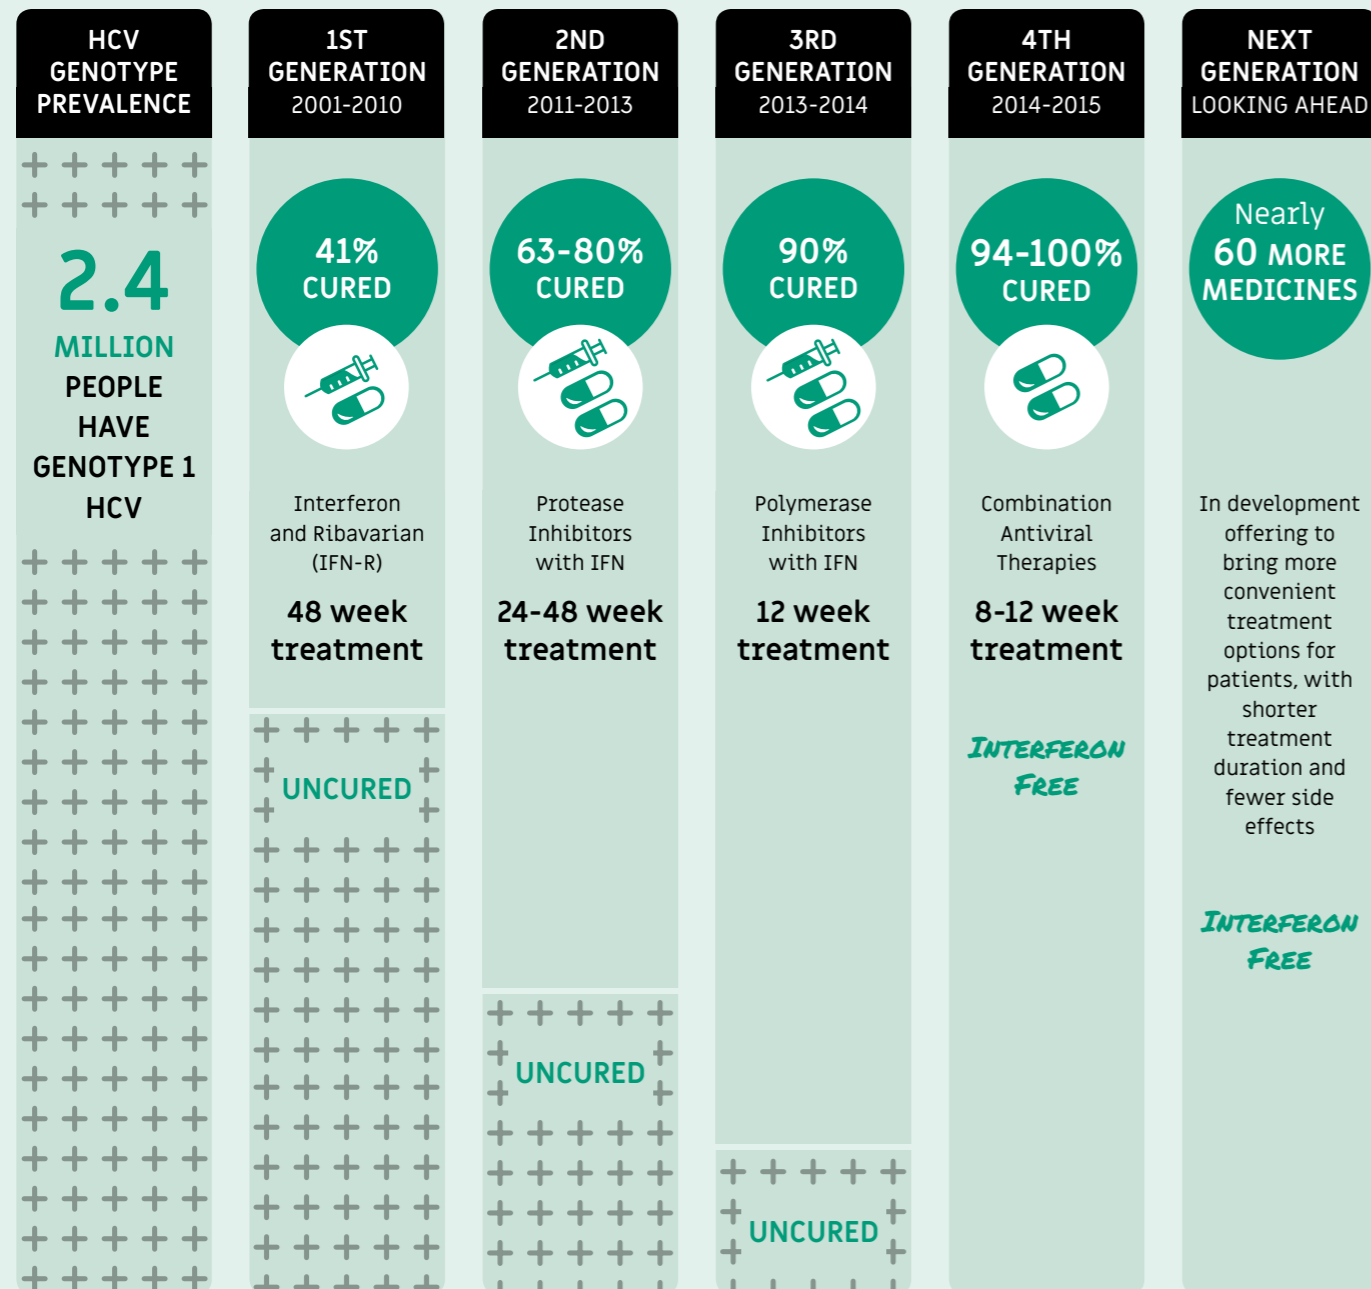 HCV
GENOTYPE
PREVALENCE
2.4
MILLION
PEOPLE
HAVE
GENOTYPE 1
HCV
1ST
GENERATION
2001-2010
41%
CURED
Interferon
and Ribavarian
(IFN-R)
48 week
treatment
UNCURED
2ND
GENERATION
2011-2013
63-80%
CURED
Protease
Inhibitors
with IFN
24-48 week
treatment
UNCURED
3RD
GENERATION
2013-2014
90%
CURED
Polymerase
Inhibitors
with IFN
12 week
treatment
UNCURED
4TH
GENERATION
2014-2015
94-100%
CURED
Combination
Antiviral
Therapies
8-12 week
treatment
INTERFERON
FREE
NEXT
GENERATION
LOOKING AHEAD
Nearly
60 MORE
MEDICINES
In development
offering to
bring more
convenient
treatment
options for
patients, with
shorter
treatment
duration and
fewer side
effects
INTERFERON
FREE